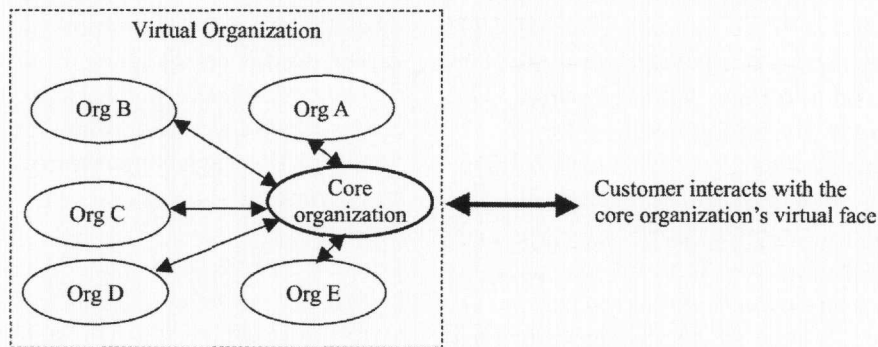 Virtual Organization
Org B
Org A
Core
organization
Org C
Org D
Org E
Customer interacts with the
core organization's virtual face